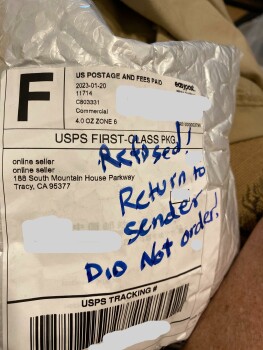 F
US POSTAGE AND FEES PAID
2023-01-20
11714
C803331
Commercial
4.0 OZ ZONE 6
easypost
USPS FIRST-CLASS PKG
Refused!
Return to
Sender
DID Not order!
online seller
online seller
188 South Mountain House Parkway
Tracy, CA 95377
USPS TRACKING #